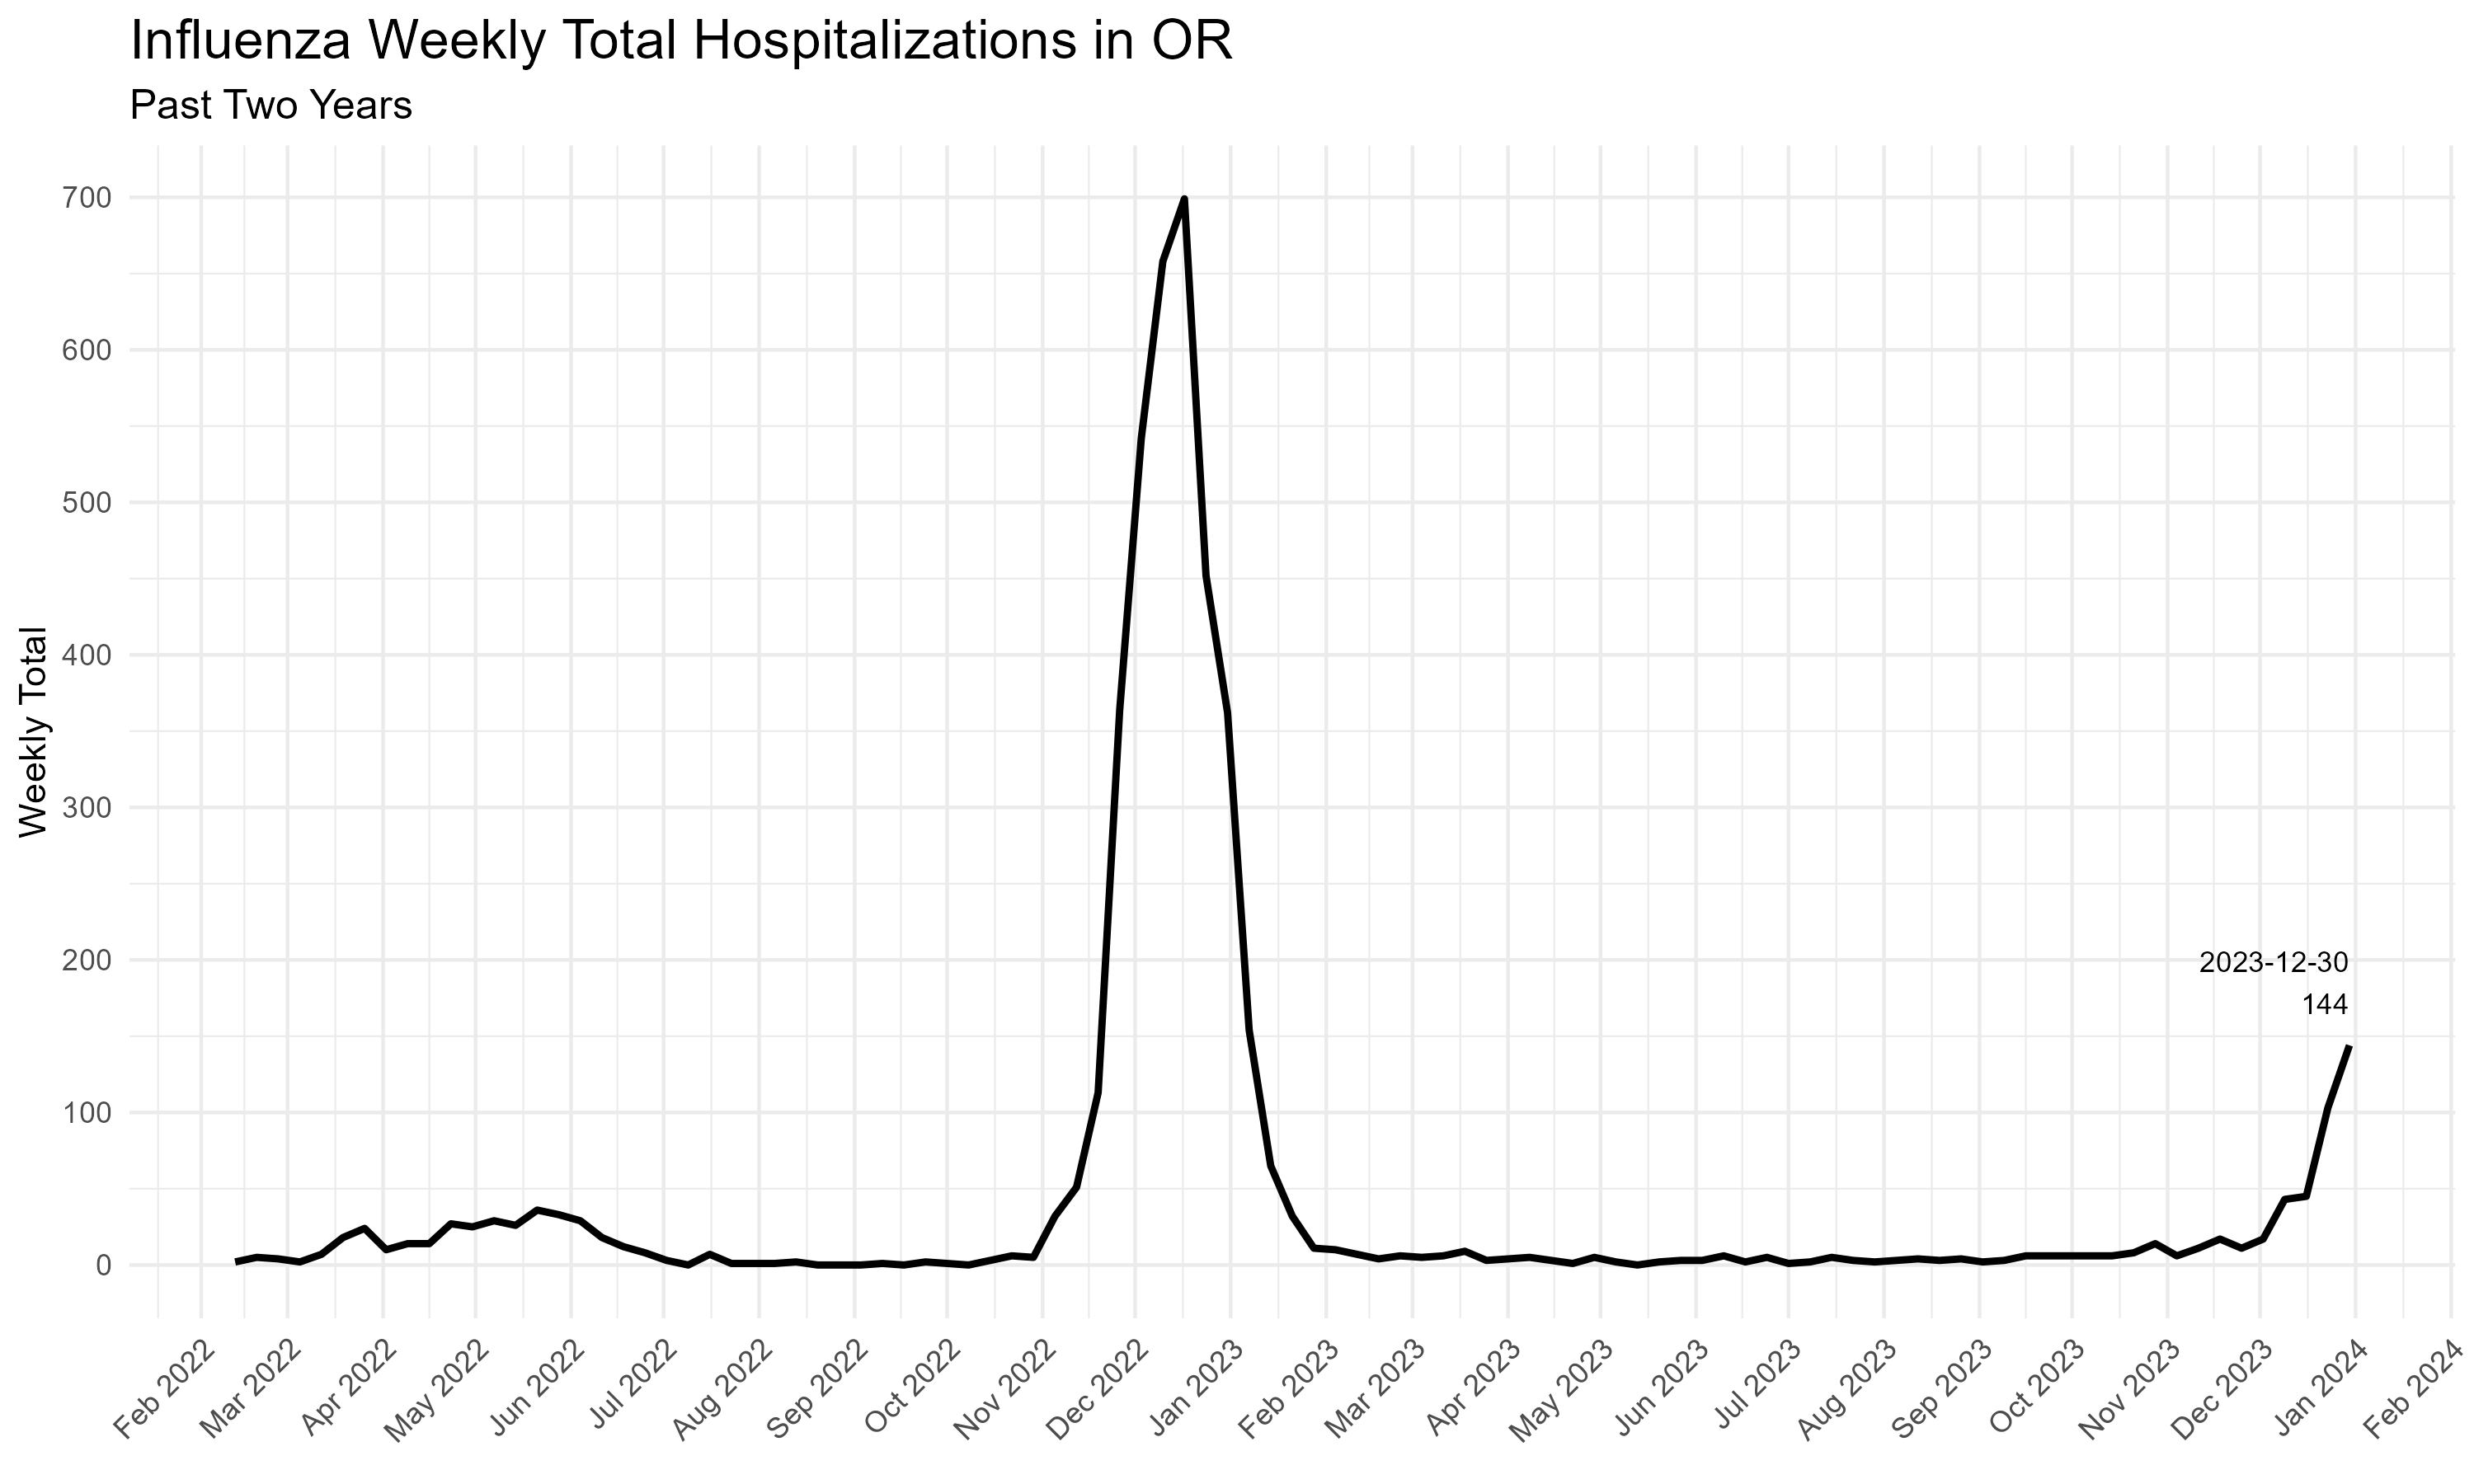 Influenza Weekly Total Hospitalizations in OR
Past Two Years
Weekly Total
700
600
500
400
300
200
100
0
2023-12-30
144
Feb 2022
Mar 2022
Apr 2022
May 2022
Jun 2022
Jul 2022
Aug 2022
Sep 2022
Oct 2022
Nov 2022
Dec 2022
Jan 2023
Feb 2023
Mar 2023
Apr 2023
May 2023
Jun 2023
Jul 2023
Aug 2023
Sep 2023
Oct 2023
Nov 2023
Dec 2023
Jan 2024
Feb 2024